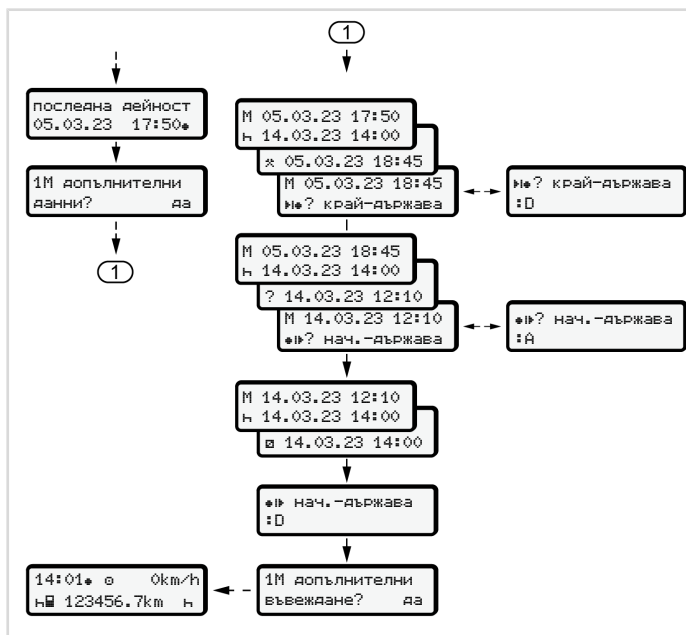 последна дейност
05.03.23 17:50
1М допълнителни
данни? да
1
1
М 05.03.23 17:50
14.03.23 14:00
05.03.23 18:45
М 05.03.23 18:45
? край-държава
? край-държава
:D
М 05.03.23 18:45
14.03.23 14:00
? 14.03.23 12:10
М 14.03.23 12:10
? нач.-държава
? нач.-държава
:A
М 14.03.23 12:10
14.03.23 14:00
14.03.23 14:00
нач.-държава
:D
14:01 0km/h
123456.7km
1М допълнителни
въвеждане? да